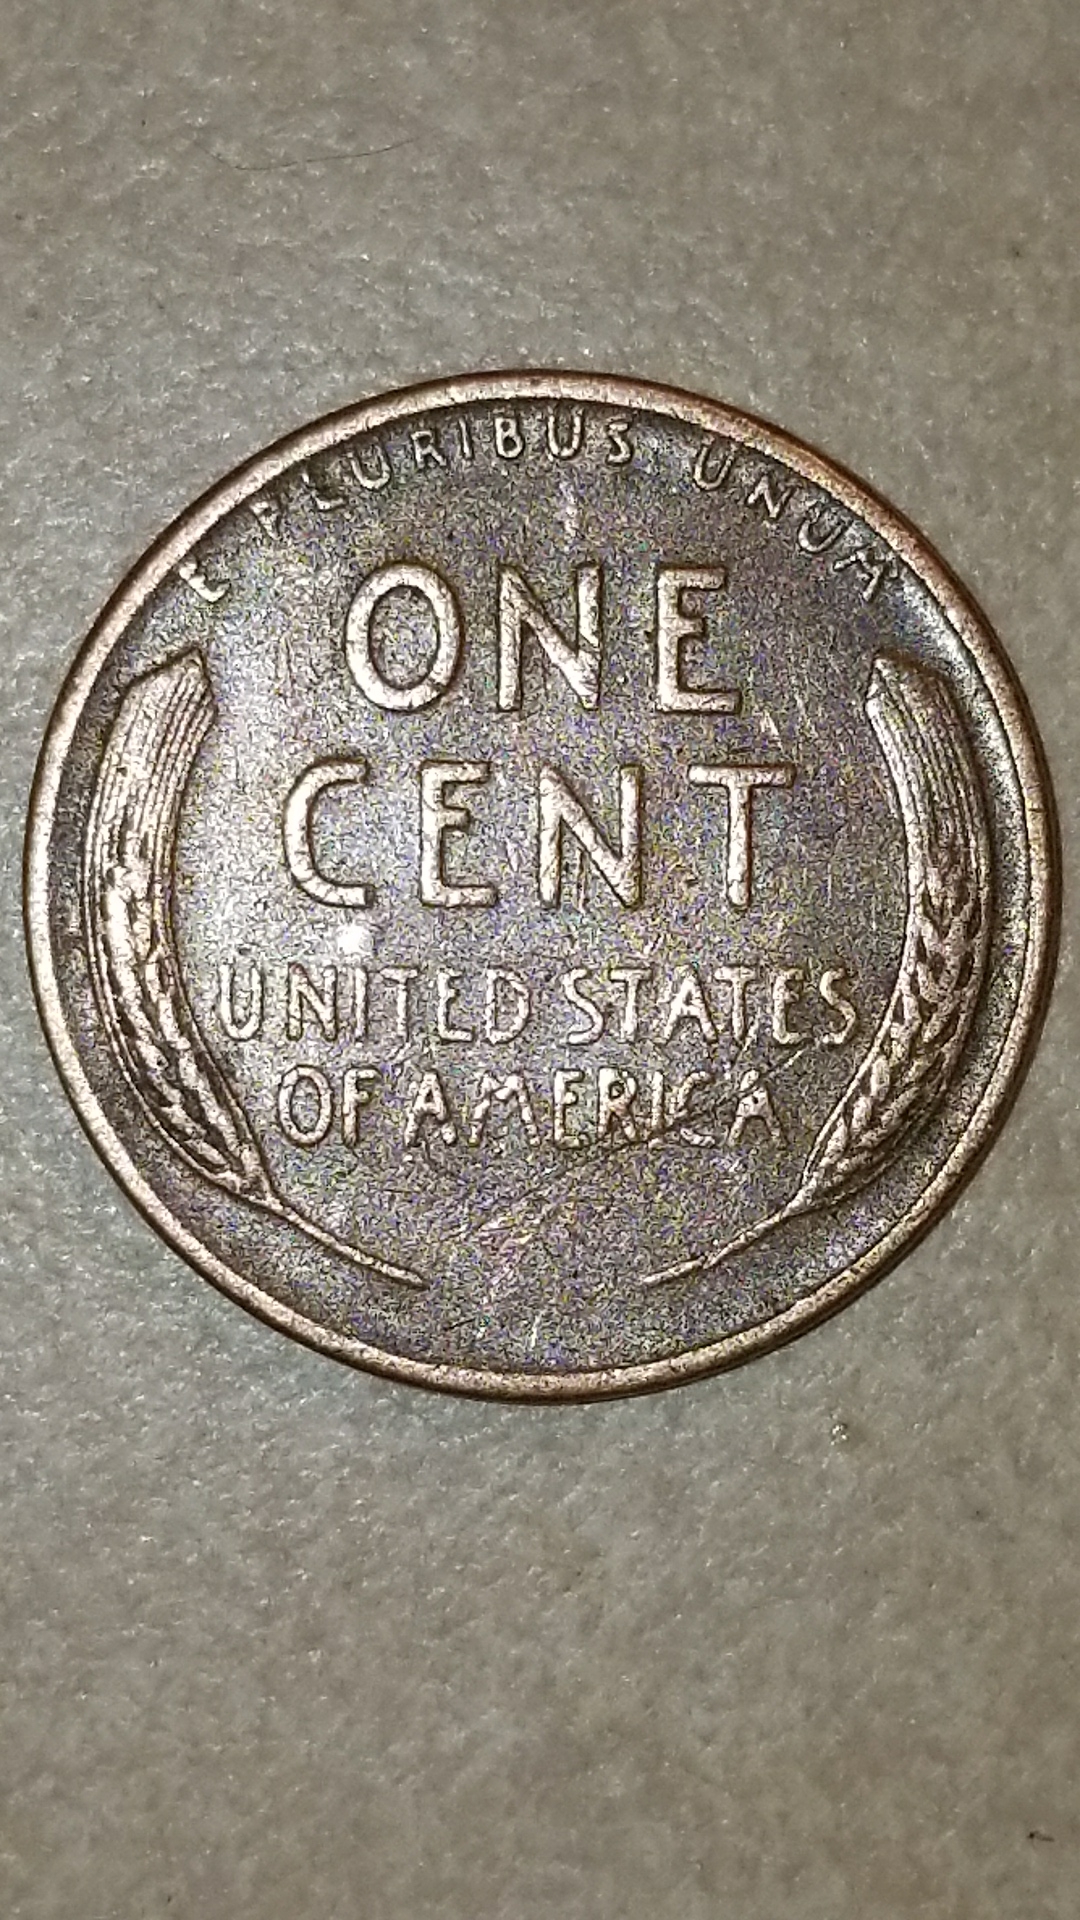 E PLURIBUS UNUM
ONE
CENT
UNITED STATES
OF AMERICA